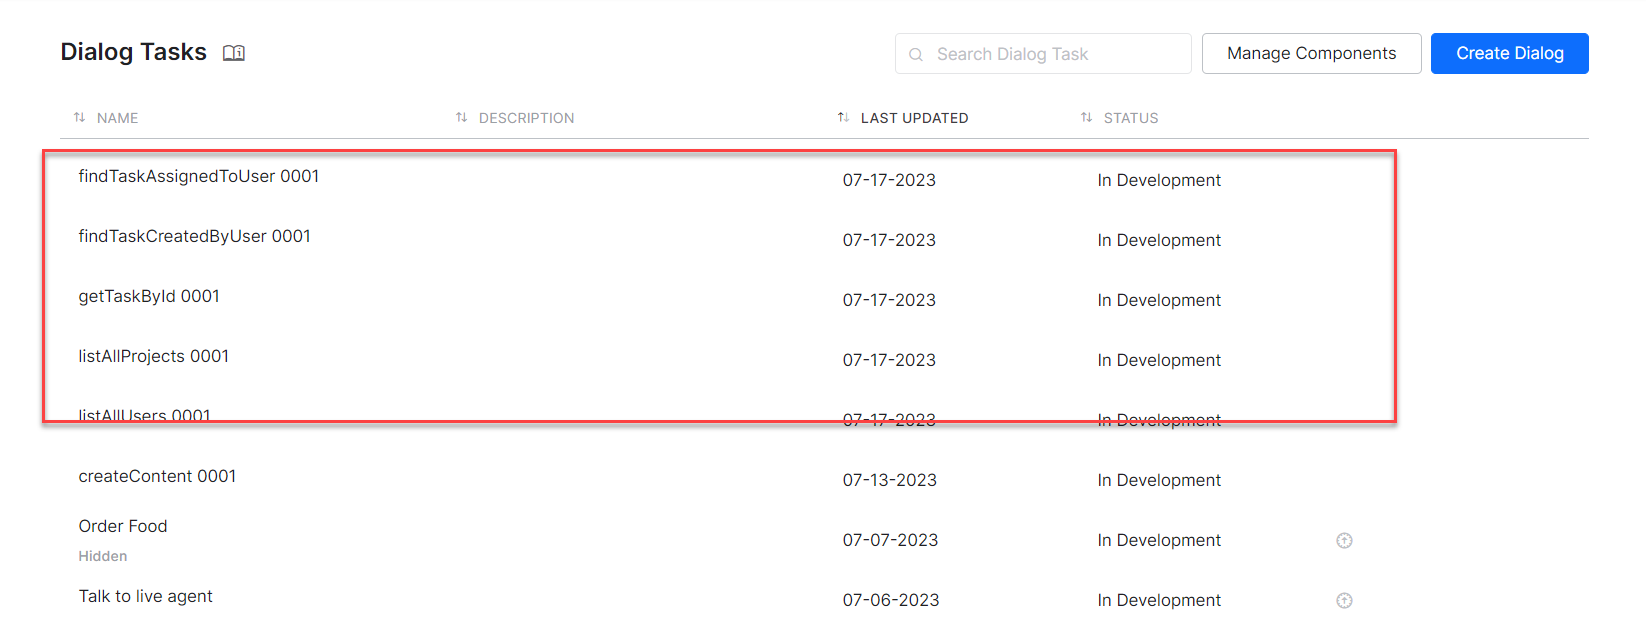 Dialog Tasks
Search Dialog Task
Manage Components
Create Dialog
NAME DESCRIPTION LAST UPDATED STATUS
findTaskAssignedToUser 0001 07-17-2023 In Development
findTaskCreatedByUser 0001 07-17-2023 In Development
getTaskById 0001 07-17-2023 In Development
listAllProjects 0001 07-17-2023 In Development
listAllUsers 0001 07-17-2023 In Development
createContent 0001 07-13-2023 In Development
Order Food 07-07-2023 In Development
Hidden
Talk to live agent 07-06-2023 In Development